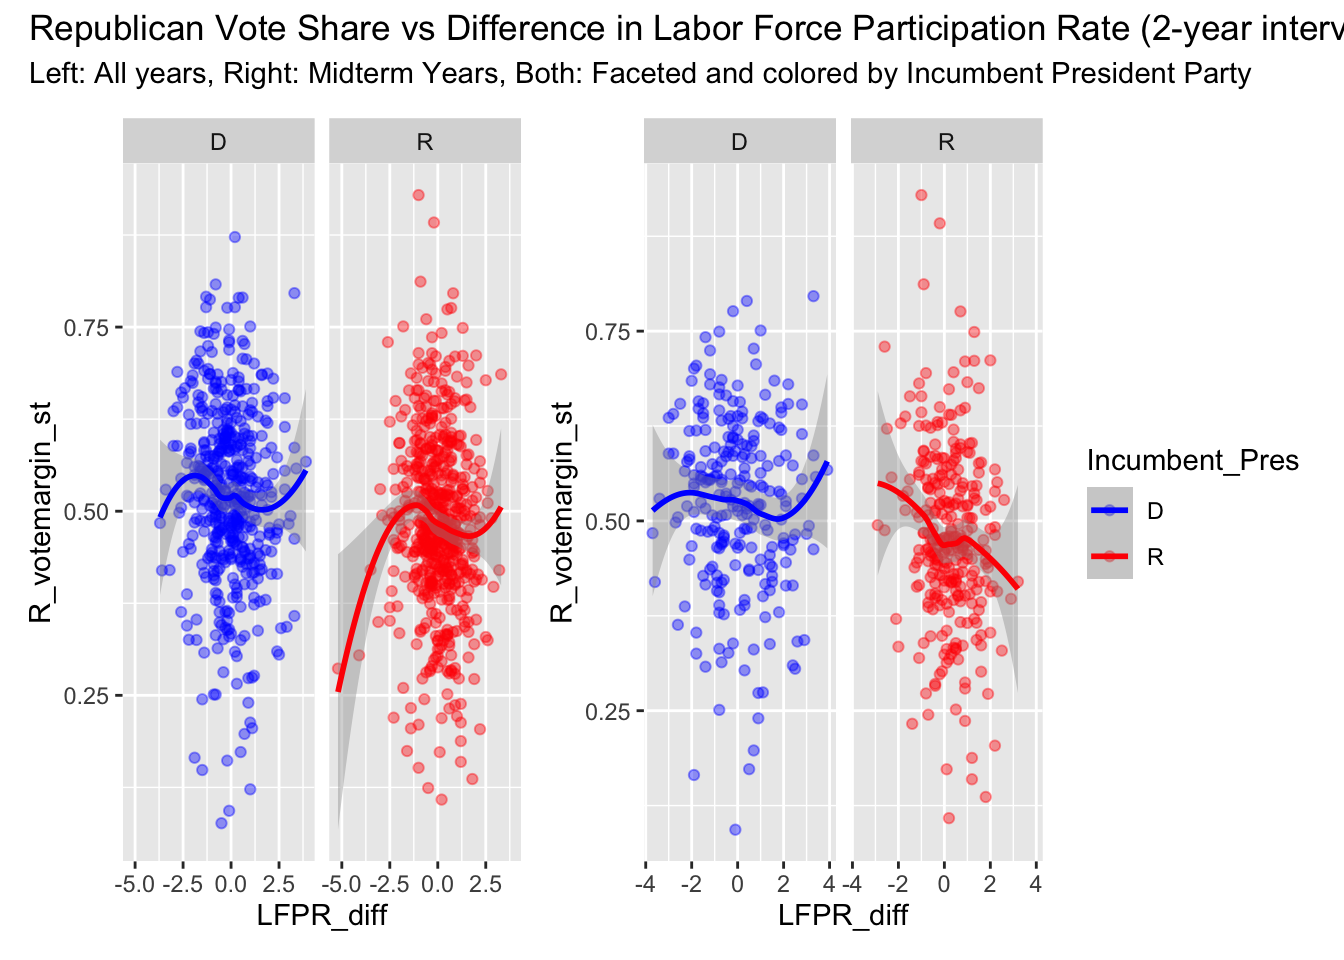 Republican Vote Share vs Difference in Labor Force Participation Rate (2-year interv
Left: All years, Right: Midterm Years, Both: Faceted and colored by Incumbent President Party
D
R
D
R
R_votemargin_st
0.75
0.50
0.25
-5.0 -2.5 0.0 2.5
-5.0 -2.5 0.0 2.5
LFPR_diff
R_votemargin_st
0.75
0.50
0.25
-4 -2 0 2 4
-4 -2 0 2 4
LFPR_diff
Incumbent_Pres
D
R